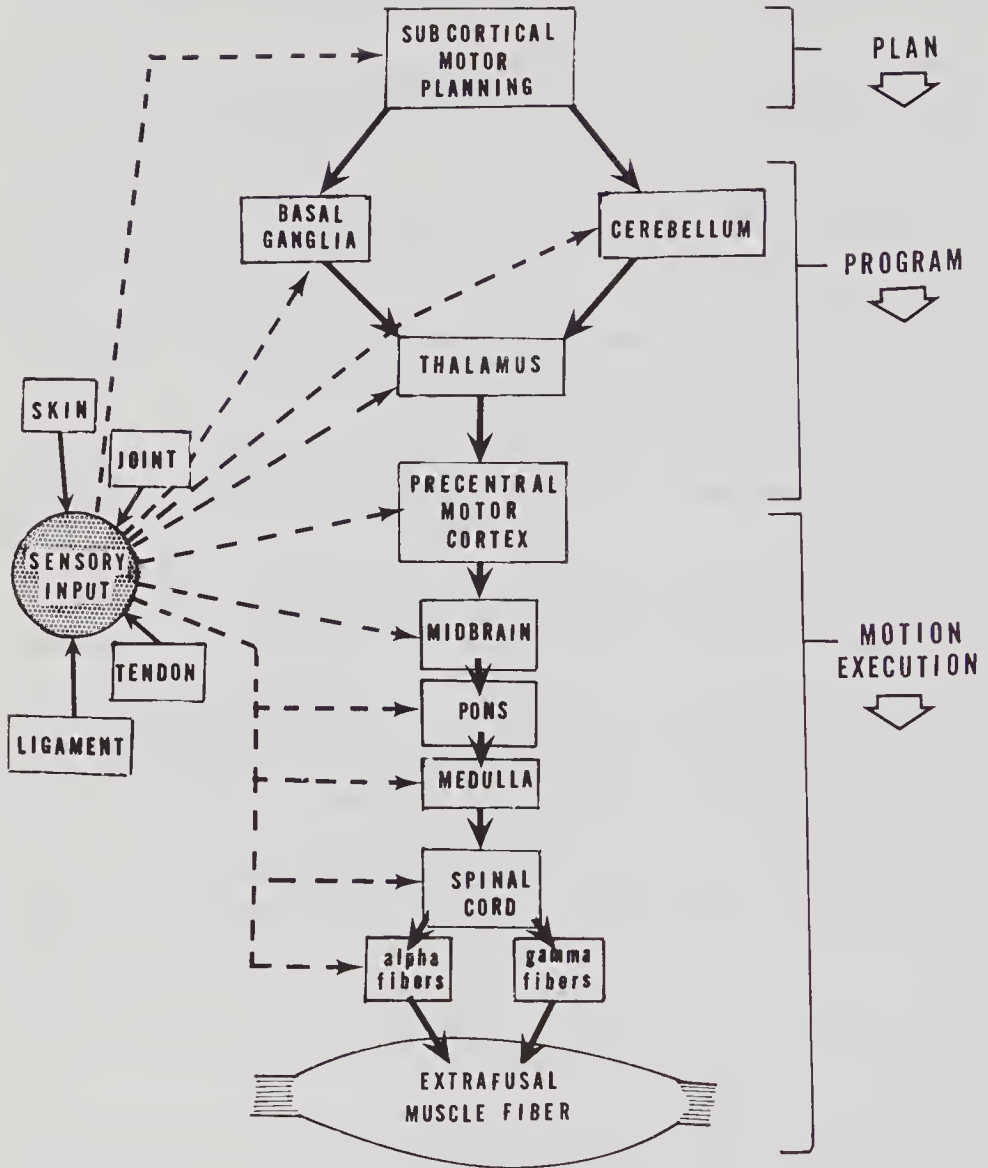 SUBCORTICAL
MOTOR
PLANNING
PLAN
BASAL
GANGLIA
CEREBELLUM
PROGRAM
THALAMUS
SKIN
JOINT
PRECENTRAL
MOTOR
CORTEX
SENSORY
INPUT
MIDBRAIN
MOTION
EXECUTION
TENDON
PONS
LIGAMENT
MEDULLA
SPINAL
CORD
alpha
fibers
gamma
fibers
EXTRAFUSAL
MUSCLE FIBER